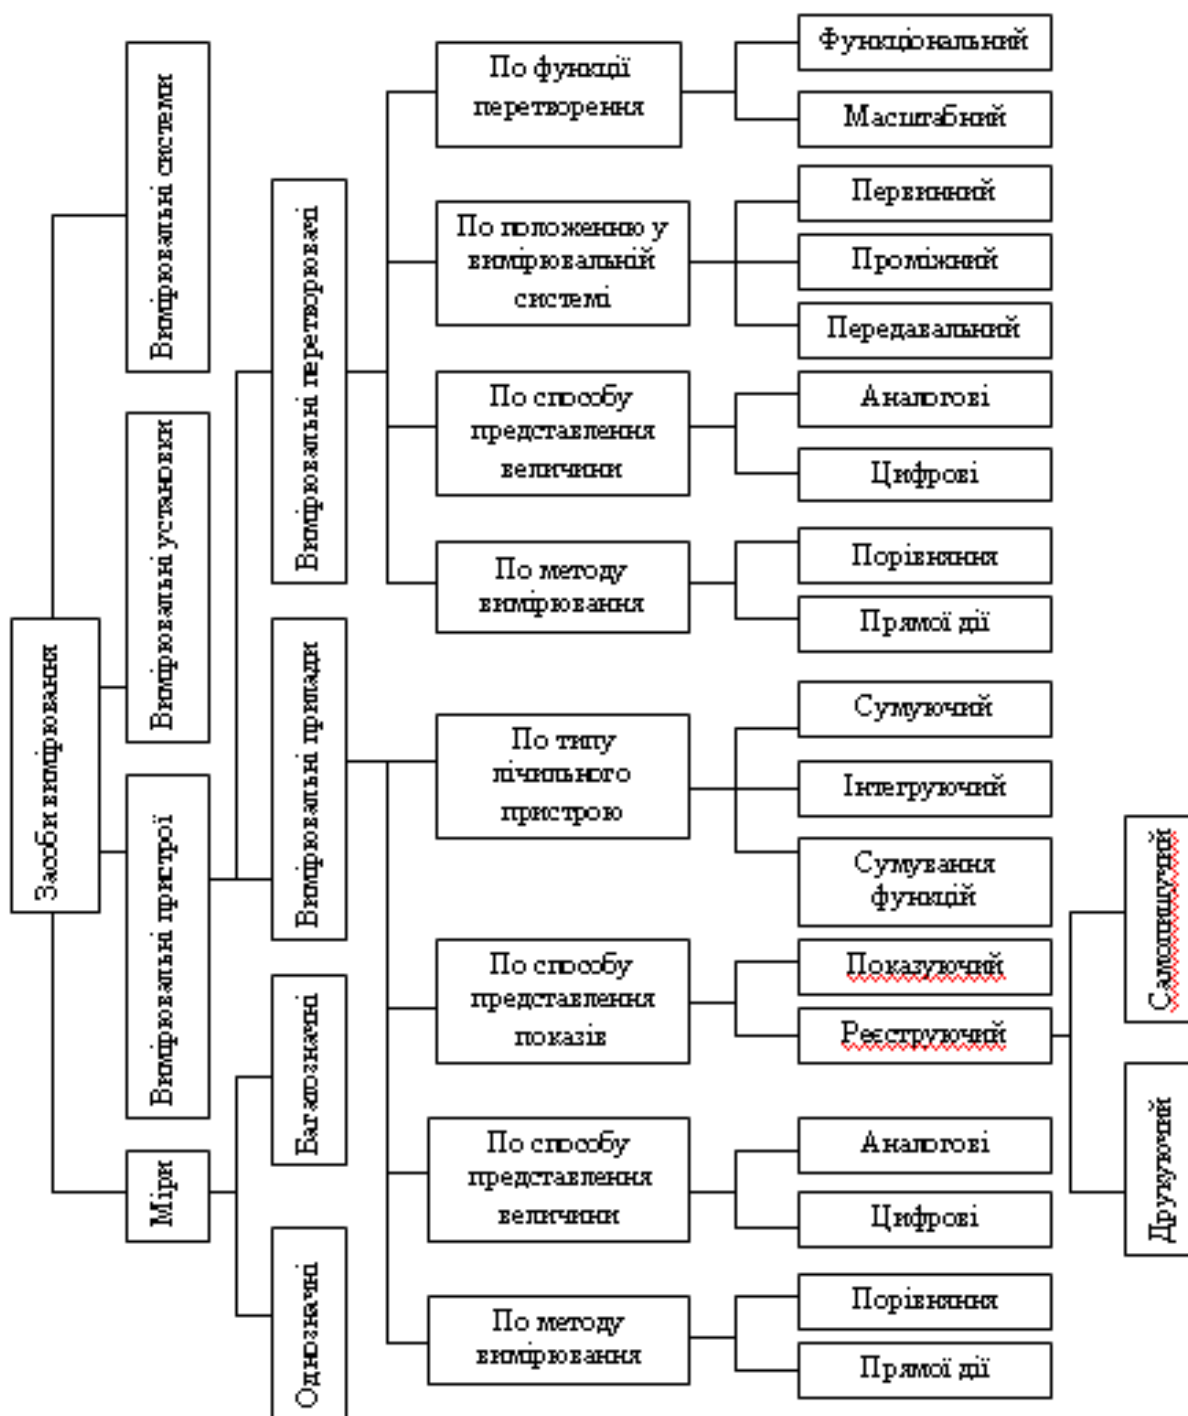 Засоби вимірювання
Вимірювальні системи
Вимірювальні установки
Вимірювальні пристрої
Міри
Вимірювальні перетворювачі
Вимірювальні прилади
Багатозначні
Однозначні
По функції
перетворення
Функціональний
Масштабний
По положенню у
вимірювальній
системі
Первинний
Проміжний
Передавальний
По способу
представлення
величини
Аналогові
Цифрові
По методу
вимірювання
Порівняння
Прямої дії
По типу
лічильного
пристрою
Сумуючий
Інтегруючий
Сумування
функцій
По способу
представлення
показів
Показуючий
Реєструючий
Самопишучий
Друкуючий
По способу
представлення
величини
Аналогові
Цифрові
По методу
вимірювання
Порівняння
Прямої дії